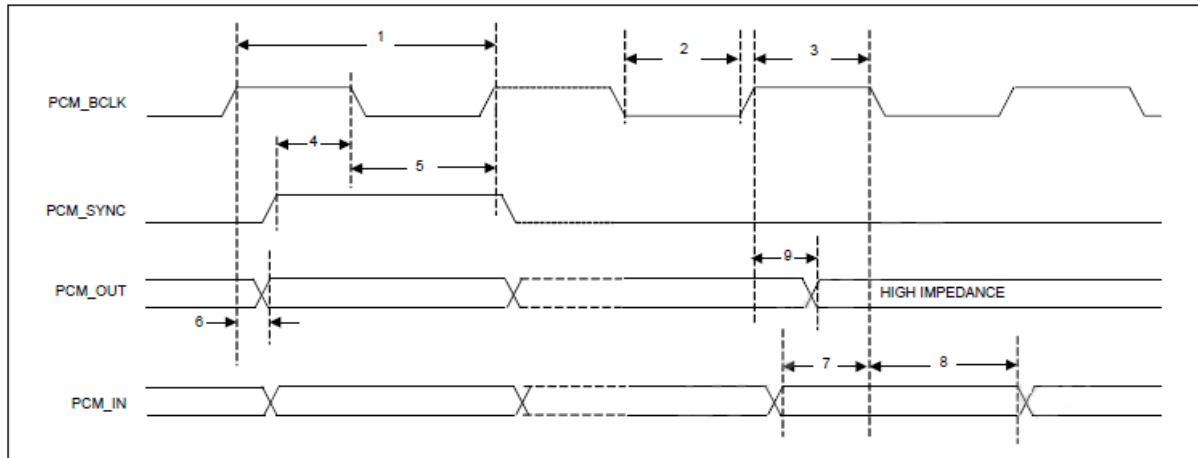 1
2
3
PCM_BCLK
4
5
PCM_SYNC
9
PCM_OUT
HIGH IMPEDANCE
6
7
8
PCM_IN